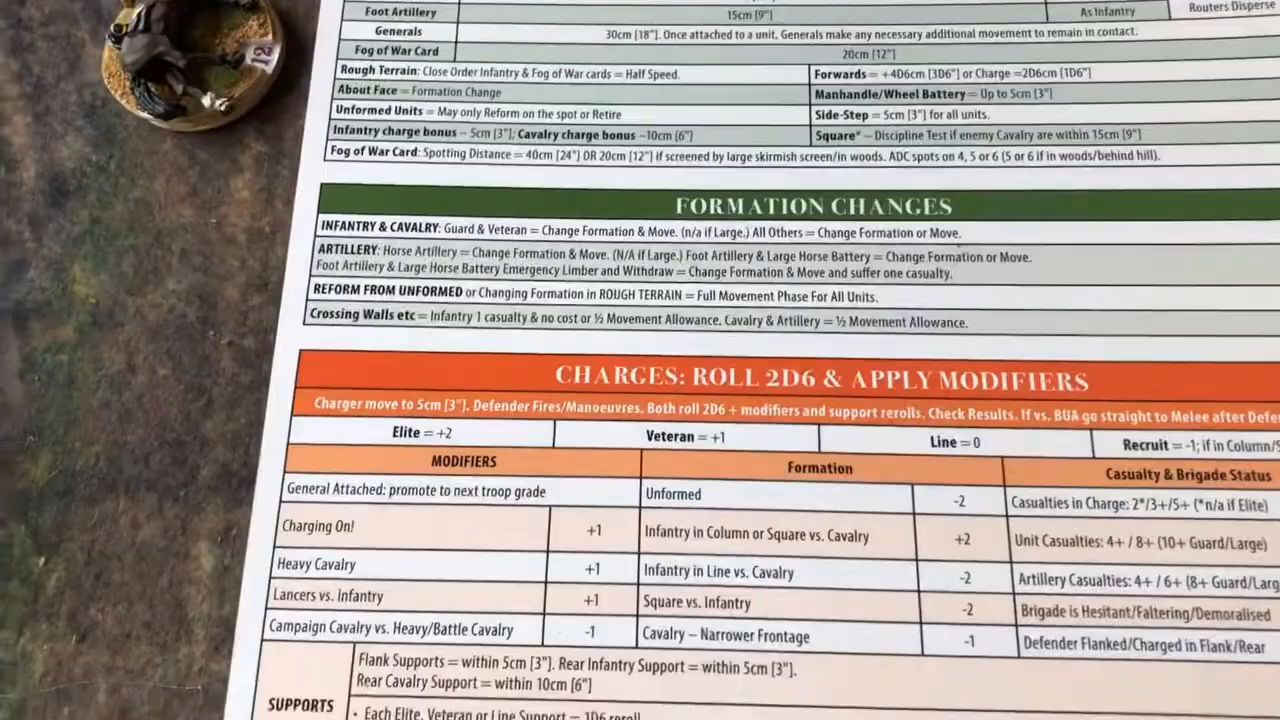 Foot Artillery 15cm [9"] As Infantry Routers Disperse
Generals 30cm [18"]. Once attached to a unit, Generals make any necessary additional movement to remain in contact.
Fog of War Card 20cm [12"]
Rough Terrain: Close Order Infantry & Fog of War cards = Half Speed. Forwards = +4D6cm [3D6"] or Charge =2D6cm [1D6"]
About Face = Formation Change Manhandle/Wheel Battery = Up to 5cm [3"]
Unformed Units = May only Reform on the spot or Retire Side-Step = 5cm [3"] for all units.
Infantry charge bonus – 5cm [3"]; Cavalry charge bonus –10cm [6"] Square* – Discipline Test if enemy Cavalry are within 15cm [9"]
Fog of War Card: Spotting Distance = 40cm [24"] OR 20cm [12"] if screened by large skirmish screen/in woods. ADC spots on 4, 5 or 6 (5 or 6 if in woods/behind hill).
FORMATION CHANGES
INFANTRY & CAVALRY: Guard & Veteran = Change Formation & Move. (n/a if Large.) All Others = Change Formation or Move.
ARTILLERY: Horse Artillery = Change Formation & Move. (N/A if Large.) Foot Artillery & Large Horse Battery = Change Formation or Move.
Foot Artillery & Large Horse Battery Emergency Limber and Withdraw = Change Formation & Move and suffer one casualty.
REFORM FROM UNFORMED or Changing Formation in ROUGH TERRAIN = Full Movement Phase For All Units.
Crossing Walls etc = Infantry 1 casualty & no cost or ½ Movement Allowance. Cavalry & Artillery = ½ Movement Allowance.
CHARGES: ROLL 2D6 & APPLY MODIFIERS
Charger move to 5cm [3"]. Defender Fires/Manoeuvres. Both roll 2D6 + modifiers and support rerolls. Check Results. If vs. BUA go straight to Melee after
Elite = +2 Veteran = +1 Line = 0 Recruit = -1; if in Column/
MODIFIERS Formation Casualty & Brigade Status
General Attached: promote to next troop grade Unformed -2 Casualties in Charge: 2*/3+/5+ (*n/a if Elite)
Charging On! +1 Infantry in Column or Square vs. Cavalry +2 Unit Casualties: 4+ / 8+ (10+ Guard/Large)
Heavy Cavalry +1 Infantry in Line vs. Cavalry -2 Artillery Casualties: 4+ / 6+ (8+ Guard/Larg
Lancers vs. Infantry +1 Square vs. Infantry -2 Brigade is Hesitant/Faltering/Demoralised
Campaign Cavalry vs. Heavy/Battle Cavalry -1 Cavalry – Narrower Frontage -1 Defender Flanked/Charged in Flank/Rear
SUPPORTS Flank Supports = within 5cm [3"]. Rear Infantry Support = within 5cm [3"].
Rear Cavalry Support = within 10cm [6"]
• Each Elite, Veteran or Line Support = 1D6 reroll
12